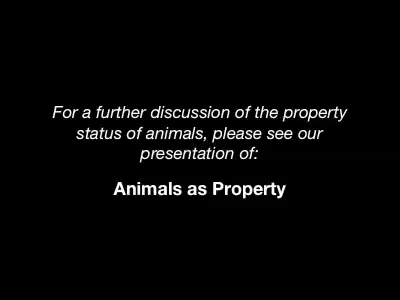 For a further discussion of the property
status of animals, please see our
presentation of:
Animals as Property